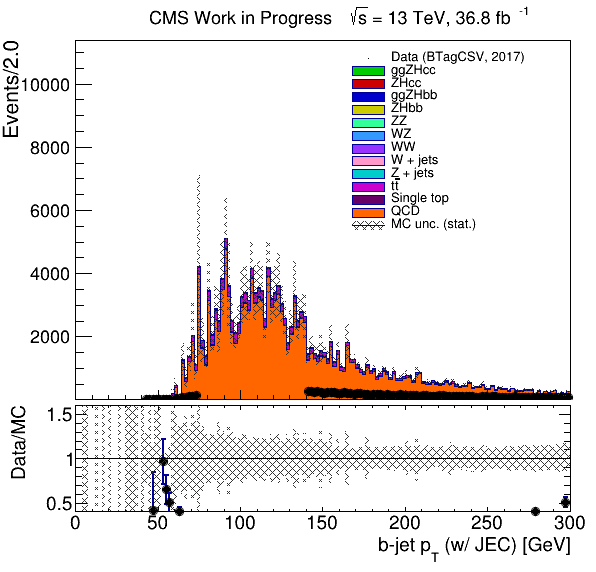 CMS Work in Progress √s = 13 TeV, 36.8 fb⁻¹
Events/2.0
10000
8000
6000
4000
2000
Data (BTagCSV, 2017)
ggZHcc
ZHcc
ggZHbb
ZHbb
ZZ
WZ
WW
W + jets
Z + jets
tt̅
Single top
QCD
MC unc. (stat.)
Data/MC
1.5
1
0.5
0 50 100 150 200 250 300
b-jet p_T (w/ JEC) [GeV]